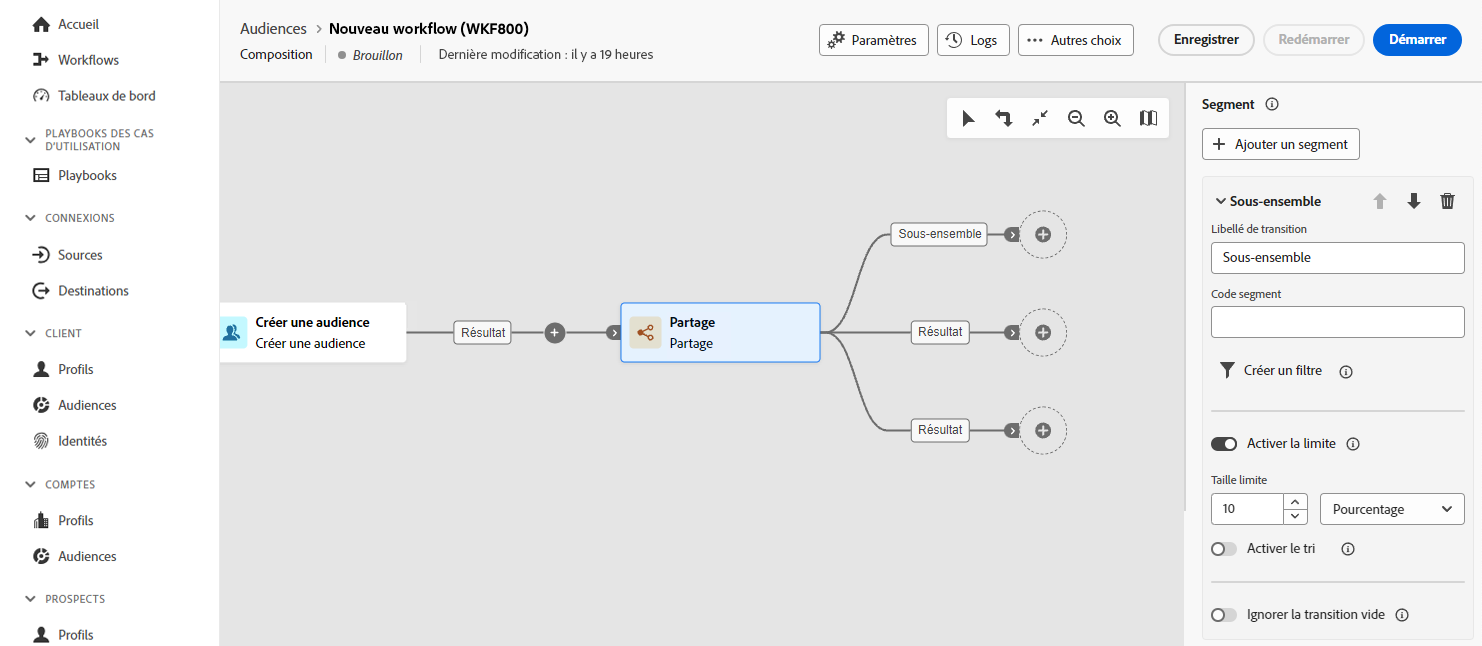 Accueil
Workflows
Tableaux de bord
PLAYBOOKS DES CAS
D'UTILISATION
Playbooks
CONNEXIONS
Sources
Destinations
CLIENT
Profils
Audiences
Identités
COMPTES
Profils
Audiences
PROSPECTS
Profils
Audiences > Nouveau workflow (WKF800)
Composition
Brouillon
Dernière modification : il y a 19 heures
Paramètres
Logs
Autres choix
Enregistrer
Redémarrer
Démarrer
Créer une audience
Créer une audience
Résultat
Partage
Partage
Sous-ensemble
Résultat
Résultat
Segment
Ajouter un segment
Sous-ensemble
Libellé de transition
Sous-ensemble
Code segment
Créer un filtre
Activer la limite
Taille limite
10
Pourcentage
Activer le tri
Ignorer la transition vide